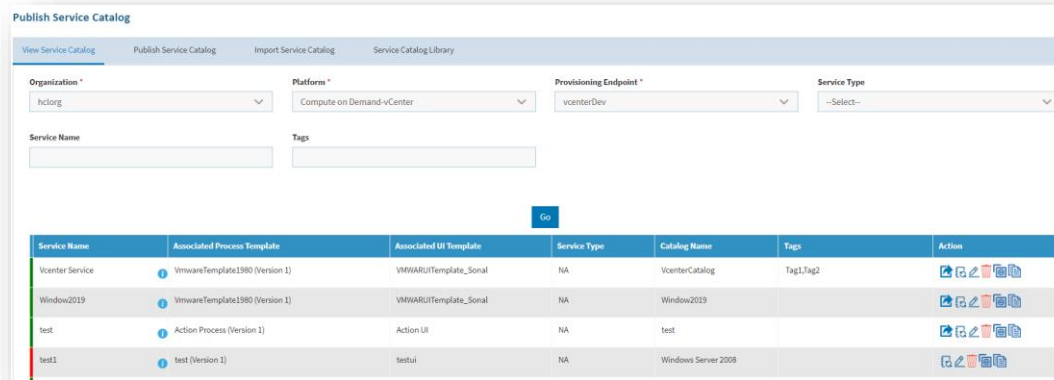 Publish Service Catalog
View Service Catalog Publish Service Catalog Import Service Catalog Service Catalog Library
Organization * Platform * Provisioning Endpoint * Service Type
hclorg Compute on Demand-vCenter vcenterDev --Select--
Service Name Tags
Go
Service Name Associated Process Template Associated UI Template Service Type Catalog Name Tags Action
Vcenter Service VmwareTemplate1980 (Version 1) VMWARUITemplate_Sonal NA VcenterCatalog Tag1,Tag2
Window2019 VmwareTemplate1980 (Version 1) VMWARUITemplate_Sonal NA Window2019
test Action Process (Version 1) Action UI NA test
test1 test (Version 1) testui NA Windows Server 2008